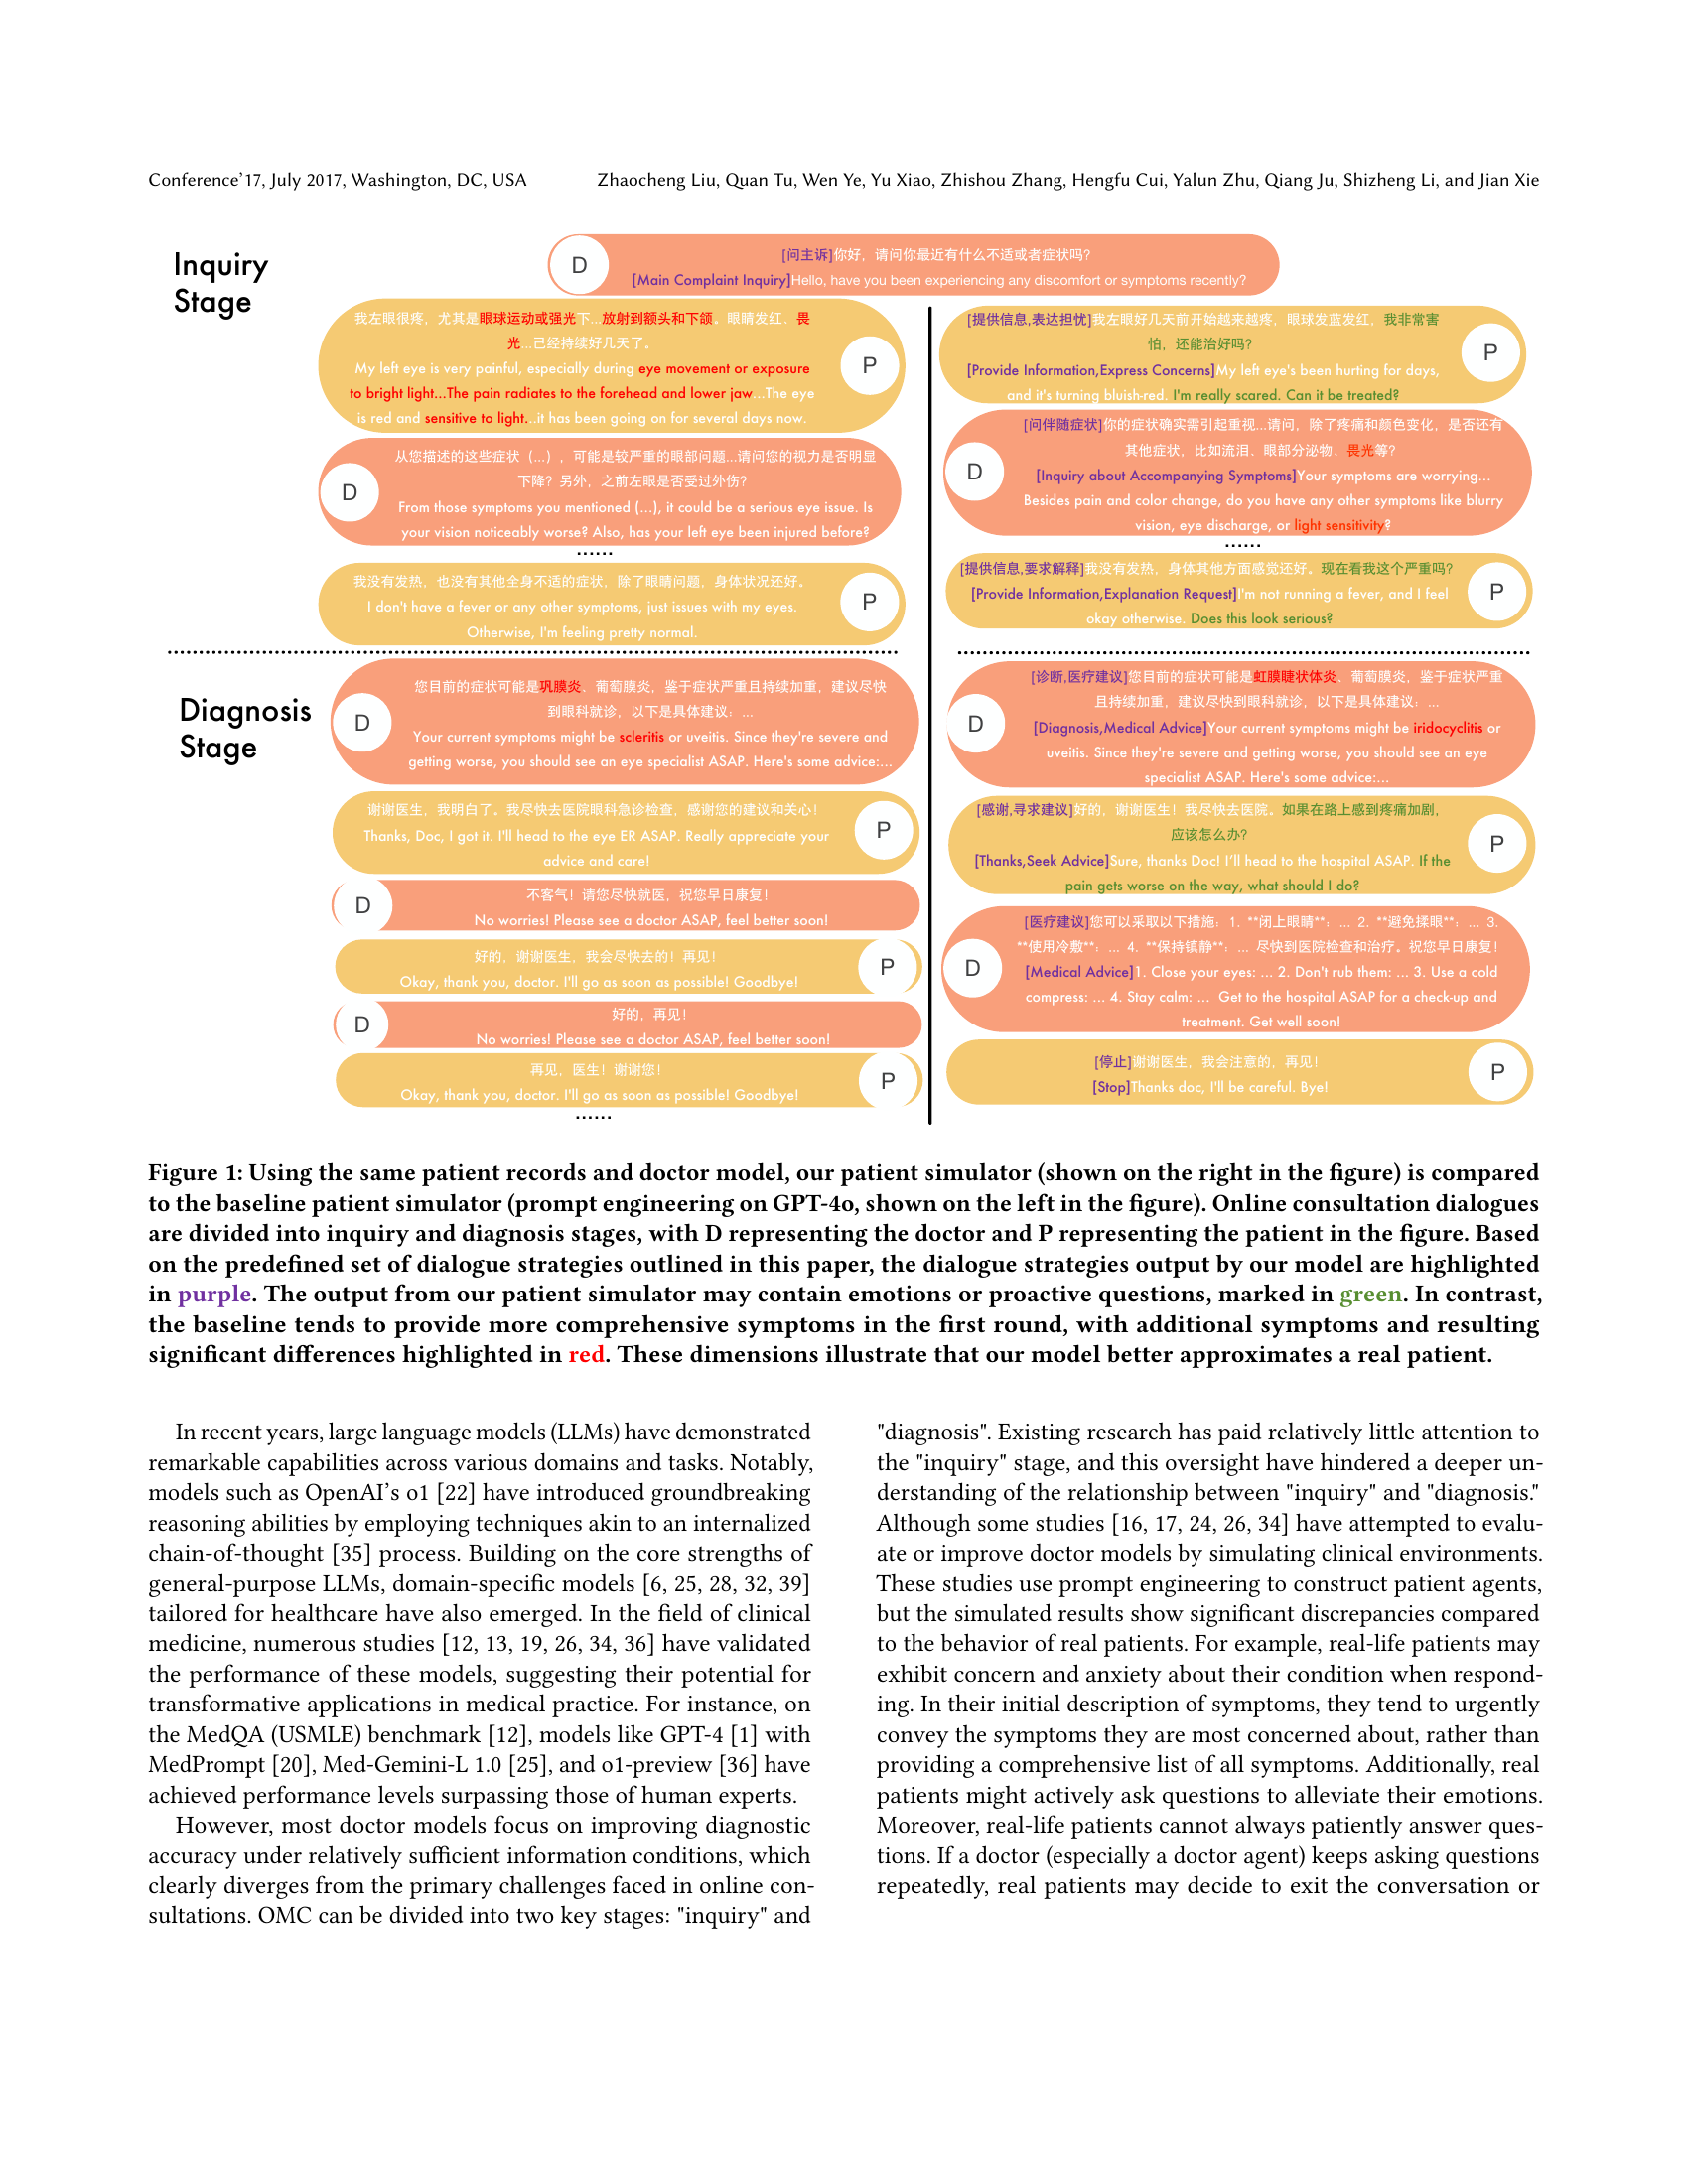 Conference'17, July 2017, Washington, DC, USA
Zhaocheng Liu, Quan Tu, Wen Ye, Yu Xiao, Zhishou Zhang, Hengfu Cui, Yalun Zhu, Qiang Ju, Shizheng Li, and Jian Xie
Inquiry
Stage
D
[问主诉]你好，请问你最近有什么不适或者症状吗?
[Main Complaint Inquiry]Hello, have you been experiencing any discomfort or symptoms recently?
我左眼很疼，尤其是眼球运动或强光下...放射到额头和下颌。眼睛发红、畏
光...已经持续好几天了。
My left eye is very painful, especially during eye movement or exposure
to bright light...The pain radiates to the forehead and lower jaw...The eye
is red and sensitive to light...it has been going on for several days now.
P
D
从您描述的这些症状（...），可能是较严重的眼部问题...请问您的视力是否明显
下降？另外，之前左眼是否受过外伤？
From those symptoms you mentioned (...), it could be a serious eye issue. Is
your vision noticeably worse? Also, has your left eye been injured before?
......
我没有发热，也没有其他全身不适的症状，除了眼睛问题，身体状况还好。
I don't have a fever or any other symptoms, just issues with my eyes.
Otherwise, I'm feeling pretty normal.
P
[提供信息,表达担忧]我左眼好几天前开始越来越疼，眼球发蓝发红，我非常害
怕，还能治好吗？
[Provide Information,Express Concerns]My left eye's been hurting for days,
and it's turning bluish-red. I'm really scared. Can it be treated?
P
D
[问伴随症状]你的症状确实需引起重视...请问，除了疼痛和颜色变化，是否还有
其他症状，比如流泪、眼部分泌物、畏光等？
[Inquiry about Accompanying Symptoms]Your symptoms are worrying...
Besides pain and color change, do you have any other symptoms like blurry
vision, eye discharge, or light sensitivity?
......
[提供信息,要求解释]我没有发热，身体其他方面感觉还好。现在看我这个严重吗？
[Provide Information,Explanation Request]I'm not running a fever, and I feel
okay otherwise. Does this look serious?
P
Diagnosis
Stage
D
您目前的症状可能是巩膜炎、葡萄膜炎，鉴于症状严重且持续加重，建议尽快
到眼科就诊，以下是具体建议：...
Your current symptoms might be scleritis or uveitis. Since they're severe and
getting worse, you should see an eye specialist ASAP. Here's some advice:...
谢谢医生，我明白了。我尽快去医院眼科急诊检查，感谢您的建议和关心！
Thanks, Doc, I got it. I'll head to the eye ER ASAP. Really appreciate your
advice and care!
P
D
不客气！请您尽快就医，祝您早日康复！
No worries! Please see a doctor ASAP, feel better soon!
好的，谢谢医生，我会尽快去的！再见！
Okay, thank you, doctor. I'll go as soon as possible! Goodbye!
P
D
好的，再见！
No worries! Please see a doctor ASAP, feel better soon!
再见，医生！谢谢您！
Okay, thank you, doctor. I'll go as soon as possible! Goodbye!
P
......
D
[诊断,医疗建议]您目前的症状可能是虹膜睫状体炎、葡萄膜炎，鉴于症状严重
且持续加重，建议尽快到眼科就诊，以下是具体建议：...
[Diagnosis,Medical Advice]Your current symptoms might be iridocyclitis or
uveitis. Since they're severe and getting worse, you should see an eye
specialist ASAP. Here's some advice:...
[感谢,寻求建议]好的，谢谢医生！我尽快去医院。如果在路上感到疼痛加剧，
应该怎么办？
[Thanks,Seek Advice]Sure, thanks Doc! I'll head to the hospital ASAP. If the
pain gets worse on the way, what should I do?
P
D
[医疗建议]您可以采取以下措施：1. **闭上眼睛**：... 2. **避免揉眼**：... 3.
**使用冷敷**：... 4. **保持镇静**：... 尽快到医院检查和治疗。祝您早日康复！
[Medical Advice]1. Close your eyes: ... 2. Don't rub them: ... 3. Use a cold
compress: ... 4. Stay calm: ... Get to the hospital ASAP for a check-up and
treatment. Get well soon!
[停止]谢谢医生，我会注意的，再见！
[Stop]Thanks doc, I'll be careful. Bye!
P
Figure 1: Using the same patient records and doctor model, our patient simulator (shown on the right in the figure) is compared
to the baseline patient simulator (prompt engineering on GPT-4o, shown on the left in the figure). Online consultation dialogues
are divided into inquiry and diagnosis stages, with D representing the doctor and P representing the patient in the figure. Based
on the predefined set of dialogue strategies outlined in this paper, the dialogue strategies output by our model are highlighted
in purple. The output from our patient simulator may contain emotions or proactive questions, marked in green. In contrast,
the baseline tends to provide more comprehensive symptoms in the first round, with additional symptoms and resulting
significant differences highlighted in red. These dimensions illustrate that our model better approximates a real patient.
In recent years, large language models (LLMs) have demonstrated
remarkable capabilities across various domains and tasks. Notably,
models such as OpenAI's o1 [22] have introduced groundbreaking
reasoning abilities by employing techniques akin to an internalized
chain-of-thought [35] process. Building on the core strengths of
general-purpose LLMs, domain-specific models [6, 25, 28, 32, 39]
tailored for healthcare have also emerged. In the field of clinical
medicine, numerous studies [12, 13, 19, 26, 34, 36] have validated
the performance of these models, suggesting their potential for
transformative applications in medical practice. For instance, on
the MedQA (USMLE) benchmark [12], models like GPT-4 [1] with
MedPrompt [20], Med-Gemini-L 1.0 [25], and o1-preview [36] have
achieved performance levels surpassing those of human experts.
However, most doctor models focus on improving diagnostic
accuracy under relatively sufficient information conditions, which
clearly diverges from the primary challenges faced in online con-
sultations. OMC can be divided into two key stages: "inquiry" and
"diagnosis". Existing research has paid relatively little attention to
the "inquiry" stage, and this oversight have hindered a deeper un-
derstanding of the relationship between "inquiry" and "diagnosis."
Although some studies [16, 17, 24, 26, 34] have attempted to evalu-
ate or improve doctor models by simulating clinical environments.
These studies use prompt engineering to construct patient agents,
but the simulated results show significant discrepancies compared
to the behavior of real patients. For example, real-life patients may
exhibit concern and anxiety about their condition when respond-
ing. In their initial description of symptoms, they tend to urgently
convey the symptoms they are most concerned about, rather than
providing a comprehensive list of all symptoms. Additionally, real
patients might actively ask questions to alleviate their emotions.
Moreover, real-life patients cannot always patiently answer ques-
tions. If a doctor (especially a doctor agent) keeps asking questions
repeatedly, real patients may decide to exit the conversation or